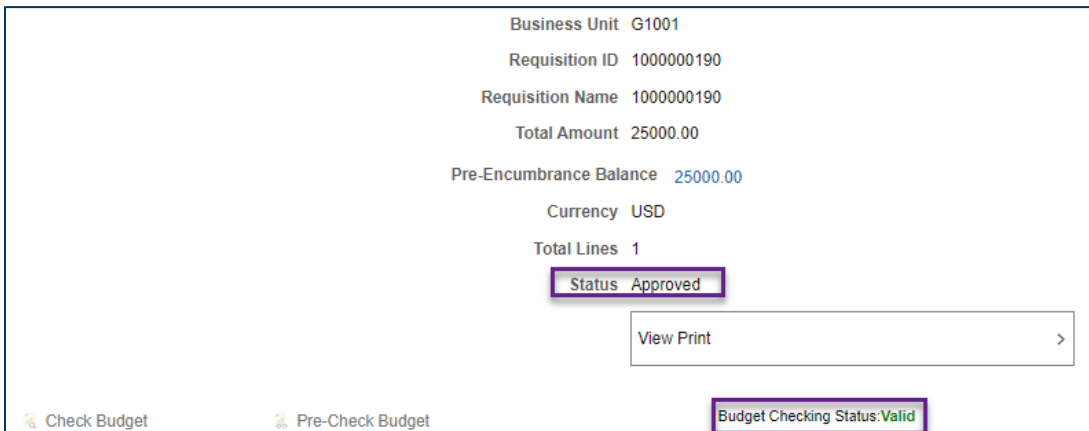 Business Unit G1001
Requisition ID 1000000190
Requisition Name 1000000190
Total Amount 25000.00
Pre-Encumbrance Balance 25000.00
Currency USD
Total Lines 1
Status Approved
View Print
Check Budget Pre-Check Budget Budget Checking Status:Valid